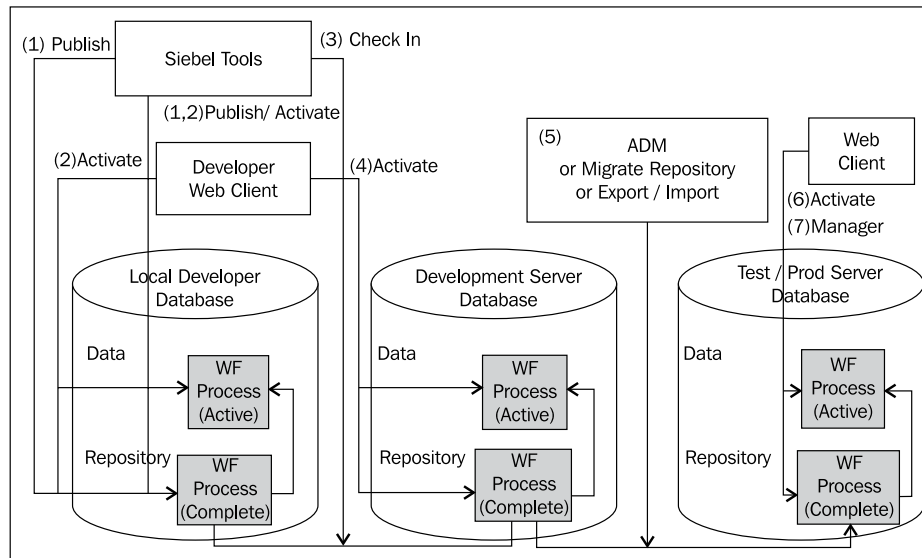 (1) Publish
Siebel Tools
(3) Check In
(1,2)Publish/ Activate
(2)Activate
Developer
Web Client
(4)Activate
(5)
ADM
or Migrate Repository
or Export / Import
Web
Client
(6)Activate
(7)Manager
Local Developer
Database
Development Server
Database
Test / Prod Server
Database
Data
WF
Process
(Active)
Data
WF
Process
(Active)
Data
WF
Process
(Active)
Repository
WF
Process
(Complete)
Repository
WF
Process
(Complete)
Repository
WF
Process
(Complete)